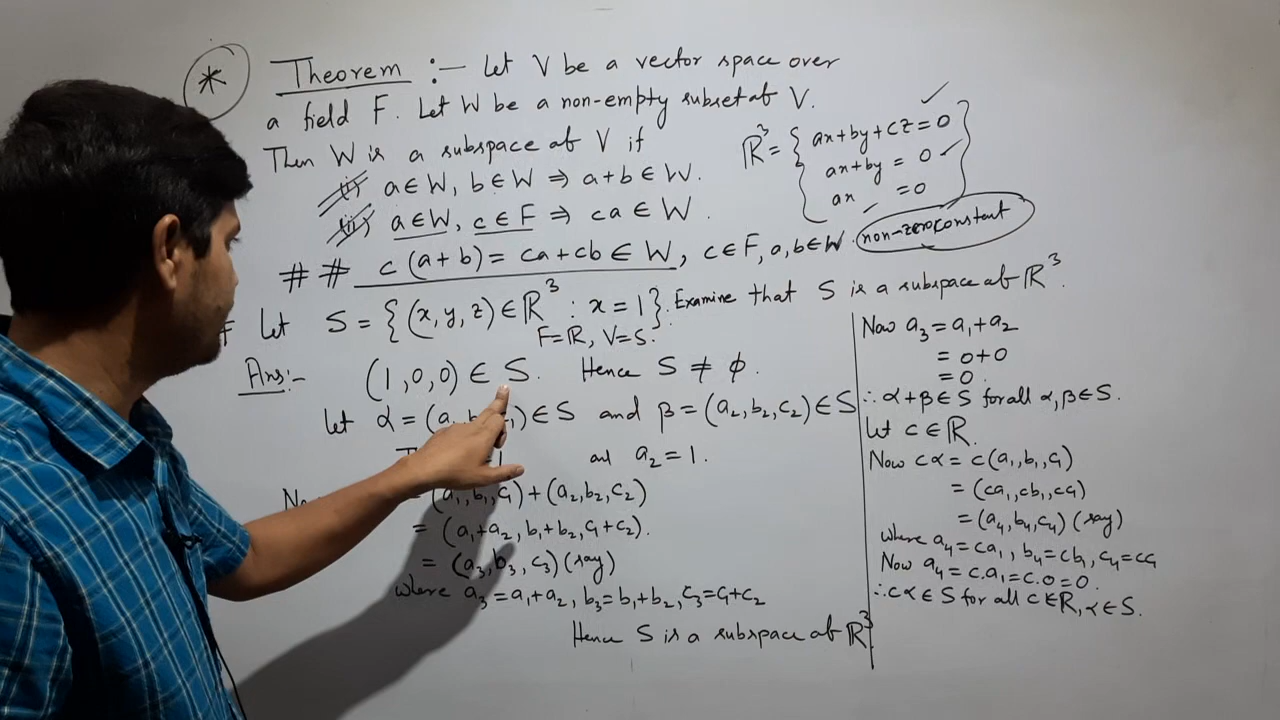 *
Theorem :— Let V be a vector space over
a field F. Let W be a non-empty subset of V.
Then W is a subspace of V if
(i) a∈W, b∈W ⇒ a+b∈W.
(ii) a∈W, c∈F ⇒ ca∈W.
## c(a+b) = ca+cb ∈ W, c∈F, a,b∈W.
ℝ³ = { ax+by+cz=0 ✓
ax+by = 0 ✓
ax = 0 }
non-zero constant
Let S = {(x,y,z)∈ℝ³ : x=1}. Examine that S is a subspace of ℝ³.
F=ℝ, V=S.
Ans:– (1,0,0) ∈ S. Hence S ≠ ϕ.
Let α = (a, ) ∈ S and β = (a₂,b₂,c₂) ∈ S
and a₂=1.
= (a₁,b₁,c₁)+(a₂,b₂,c₂)
= (a₁+a₂, b₁+b₂, c₁+c₂).
= (a₃,b₃,c₃) (say)
where a₃=a₁+a₂, b₃=b₁+b₂, c₃=c₁+c₂
Hence S is a subspace of ℝ³
Now a₃=a₁+a₂
= 0+0
= 0.
∴ α+β∈S for all α,β∈S.
Let c∈ℝ.
Now cα = c(a₁,b₁,c₁)
= (ca₁,cb₁,cc₁)
= (a₄,b₄,c₄) (say)
where a₄=ca₁, b₄=cb₁, c₄=cc₁
Now a₄=c.a₁=c.0=0.
∴ cα∈S for all c∈ℝ, α∈S.